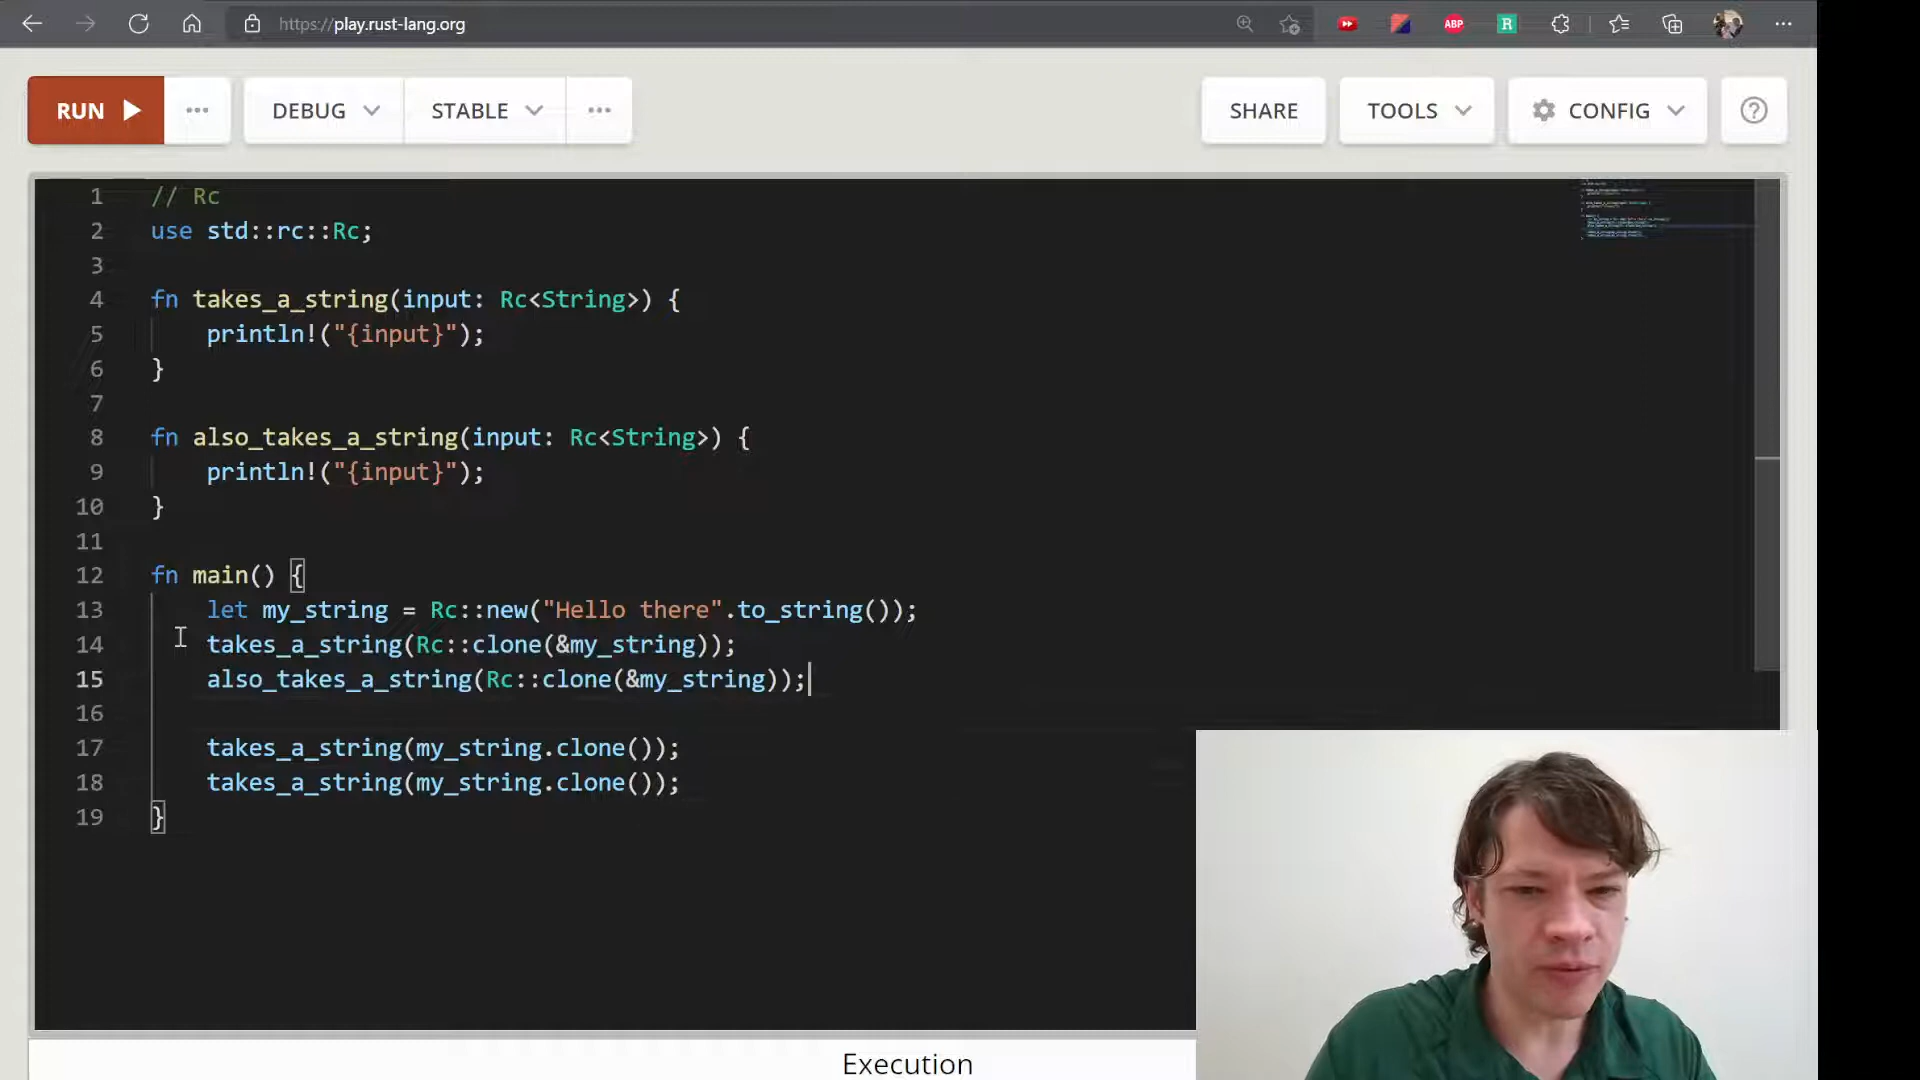 https://play.rust-lang.org
ABP
R
RUN
DEBUG
STABLE
SHARE
TOOLS
CONFIG
1 // Rc
2 use std::rc::Rc;
3
4 fn takes_a_string(input: Rc<String>) {
5 println!("{input}");
6 }
7
8 fn also_takes_a_string(input: Rc<String>) {
9 println!("{input}");
10 }
11
12 fn main() {
13 let my_string = Rc::new("Hello there".to_string());
14 takes_a_string(Rc::clone(&my_string));
15 also_takes_a_string(Rc::clone(&my_string));
16
17 takes_a_string(my_string.clone());
18 takes_a_string(my_string.clone());
19 }
Execution